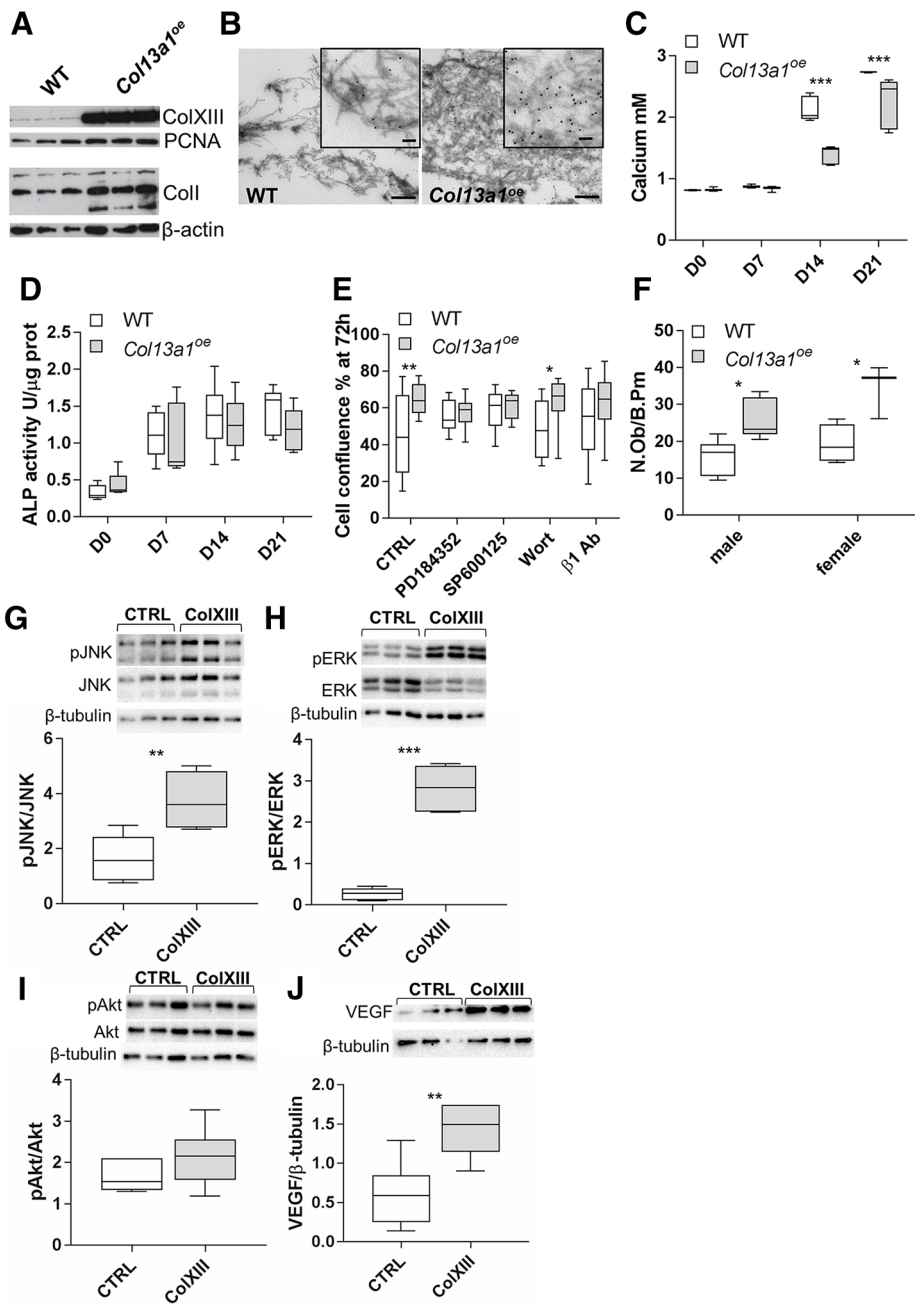 A
WT
Col13a1oe
ColXIII
PCNA
ColI
β-actin
B
WT
Col13a1oe
C
WT
Col13a1oe
***
***
Calcium mM
3
2
1
0
D0
D7
D14
D21
D
WT
Col13a1oe
ALP activity U/µg prot
2.5
2.0
1.5
1.0
0.5
0.0
D0
D7
D14
D21
E
WT
Col13a1oe
**
*
Cell confluence % at 72h
100
80
60
40
20
0
CTRL
PD184352
SP600125
Wort
β1 Ab
F
WT
Col13a1oe
*
*
N.Ob/B.Pm
50
40
30
20
10
0
male
female
G
CTRL
ColXIII
pJNK
JNK
β-tubulin
**
pJNK/JNK
6
4
2
0
CTRL
ColXIII
H
CTRL
ColXIII
pERK
ERK
β-tubulin
***
pERK/ERK
4
3
2
1
0
CTRL
ColXIII
I
CTRL
ColXIII
pAkt
Akt
β-tubulin
pAkt/Akt
4
3
2
1
0
CTRL
ColXIII
J
CTRL
ColXIII
VEGF
β-tubulin
**
VEGF/β-tubulin
2.0
1.5
1.0
0.5
0.0
CTRL
ColXIII